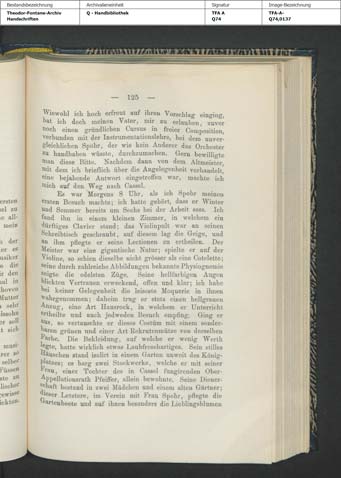 Bestandsbezeichnung
Archivalieneinheit
Signatur
Image-Bezeichnung
Theodor-Fontane-Archiv
Handschriften
Q - Handbibliothek
TFA A
Q74
TFA-A-
Q74,0137
— 125 —
Wiewohl ich hoch erfreut auf ihren Vorschlag einging,
bat ich doch meinen Vater, mir zu erlauben, zuvor
noch einen gründlichen Cursus in freier Composition,
verbunden mit der Instrumentationslehre, bei dem unver-
gleichlichen Spohr, der wie kein Anderer das Orchester
zu handhaben wüsste, durchzumachen. Gern bewilligte
man diese Bitte. Nachdem dann von dem Altmeister,
mit dem ich brieflich über die Angelegenheit verhandelt,
eine bejahende Antwort eingetroffen war, machte ich
mich auf den Weg nach Cassel.
Es war Morgens 8 Uhr, als ich Spohr meinen
ersten Besuch machte; ich hatte gehört, dass er Winter
und Sommer bereits um Sechs bei der Arbeit sass. Ich
fand ihn in einem kleinen Zimmer, in welchem ein
dürftiges Clavier stand; das Violinpult war an seinen
Schreibtisch geschraubt, auf diesem lag die Geige, und
an ihm pflegte er seine Lectionen zu ertheilen. Der
Meister war eine gigantische Natur; spielte er auf der
Violine, so schien dieselbe nicht grösser als eine Cotelette;
seine durch zahlreiche Abbildungen bekannte Physiognomie
zeigte die edelsten Züge. Seine hellfarbigen Augen
blickten Vertrauen erweckend, offen und klar; ich habe
bei keiner Gelegenheit die leiseste Moquerie in ihnen
wahrgenommen; daheim trug er stets einen hellgrauen
Anzug, eine Art Hausrock, in welchem er Unterricht
ertheilte und auch jedweden Besuch empfing. Ging er
aus, so vertauschte er dieses Costüm mit einem sonder-
baren grünen und einer Art Rekrutenmütze von derselben
Farbe. Die Bekleidung, auf welche er wenig Werth
legte, hatte wirklich etwas Laubfroschartiges. Sein stilles
Häuschen stand isolirt in einem Garten unweit des König-
platzes; es barg zwei Stockwerke, welche er mit seiner
Frau, einer Tochter des in Cassel fungirenden Ober-
Appellationsrath Pfeiffer, allein bewohnte. Seine Diener-
schaft bestand in zwei Mädchen und einem alten Gärtner;
dieser Letztere, im Verein mit Frau Spohr, pflegte die
Gartenbeete und auf ihnen besonders die Lieblingsblumen